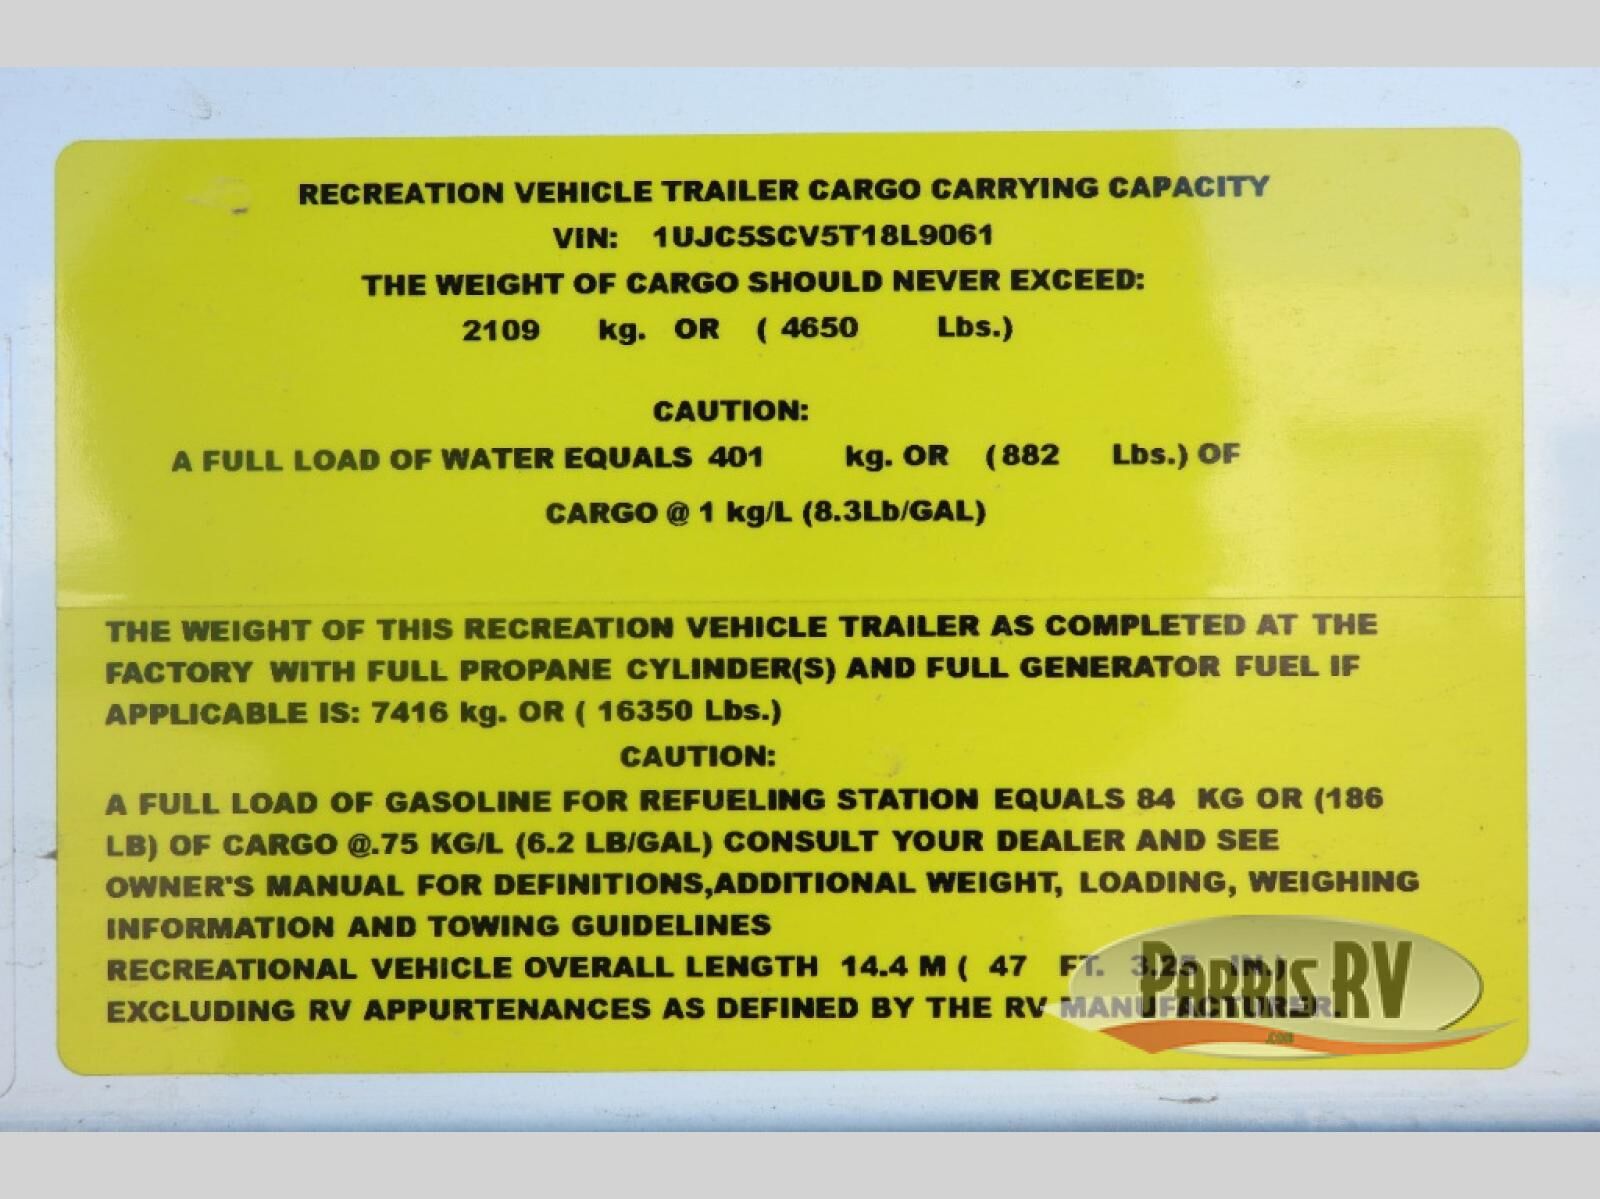 RECREATION VEHICLE TRAILER CARGO CARRYING CAPACITY
VIN: 1UJC5SCV5T18L9061
THE WEIGHT OF CARGO SHOULD NEVER EXCEED:
2109 kg. OR ( 4650 Lbs.)
CAUTION:
A FULL LOAD OF WATER EQUALS 401 kg. OR (882 Lbs.) OF
CARGO @ 1 kg/L (8.3Lb/GAL)
THE WEIGHT OF THIS RECREATION VEHICLE TRAILER AS COMPLETED AT THE
FACTORY WITH FULL PROPANE CYLINDER(S) AND FULL GENERATOR FUEL IF
APPLICABLE IS: 7416 kg. OR ( 16350 Lbs.)
CAUTION:
A FULL LOAD OF GASOLINE FOR REFUELING STATION EQUALS 84 KG OR (186
LB) OF CARGO @.75 KG/L (6.2 LB/GAL) CONSULT YOUR DEALER AND SEE
OWNER'S MANUAL FOR DEFINITIONS,ADDITIONAL WEIGHT, LOADING, WEIGHING
INFORMATION AND TOWING GUIDELINES
RECREATIONAL VEHICLE OVERALL LENGTH 14.4 M ( 47 FT. 3.25 IN.)
EXCLUDING RV APPURTENANCES AS DEFINED BY THE RV MANUFACTURER.
PARRIS RV
.COM